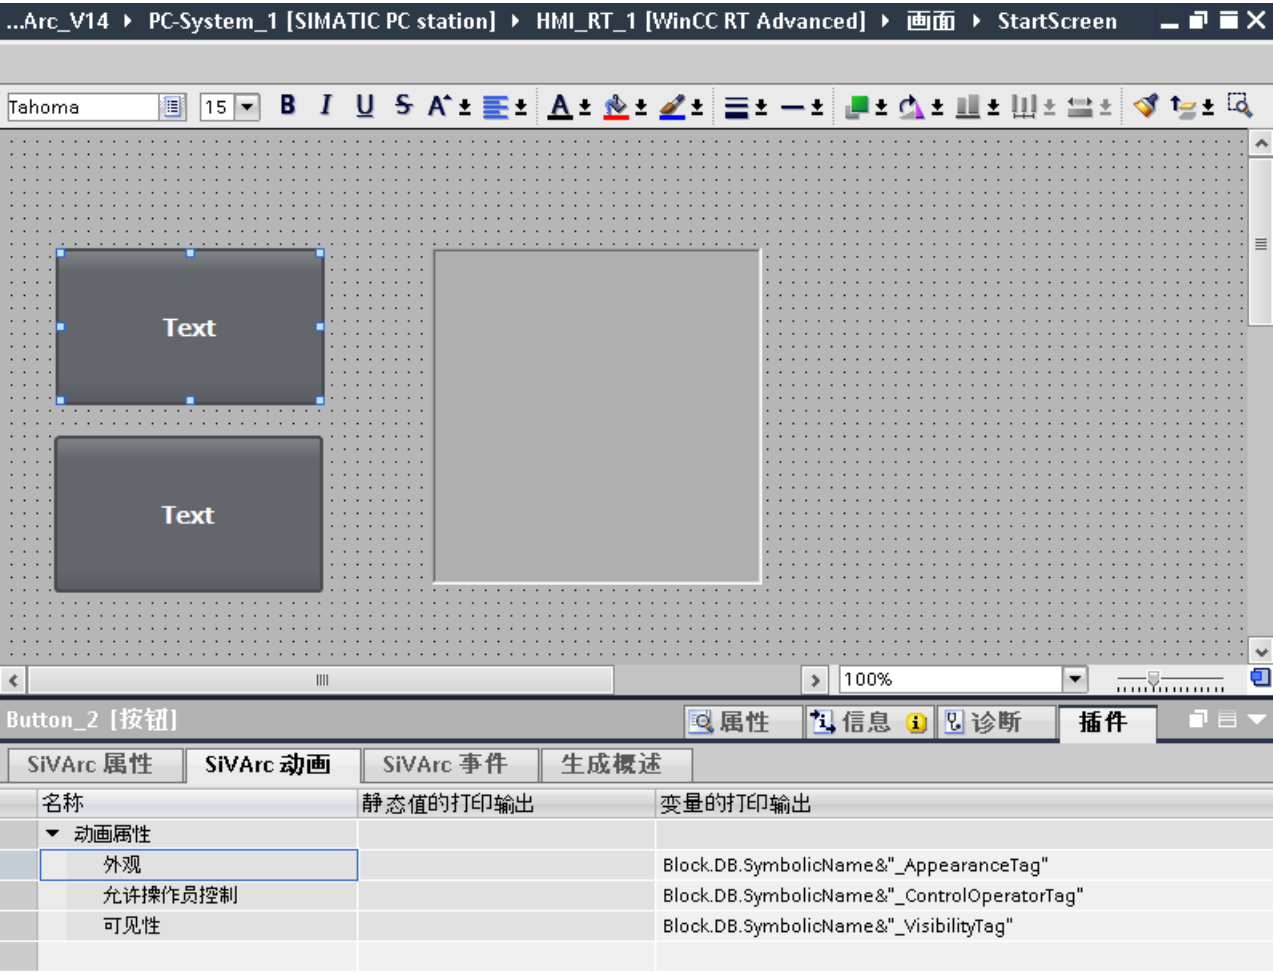 ...Arc_V14 ▸ PC-System_1 [SIMATIC PC station] ▸ HMI_RT_1 [WinCC RT Advanced] ▸ 画面 ▸ StartScreen
Tahoma 15 B I U S A A
Text
Text
100%
Button_2 [按钮] 属性 信息 诊断 插件
SiVArc 属性 SiVArc 动画 SiVArc 事件 生成概述
名称 静态值的打印输出 变量的打印输出
动画属性
外观 Block.DB.SymbolicName&"_AppearanceTag"
允许操作员控制 Block.DB.SymbolicName&"_ControlOperatorTag"
可见性 Block.DB.SymbolicName&"_VisibilityTag"